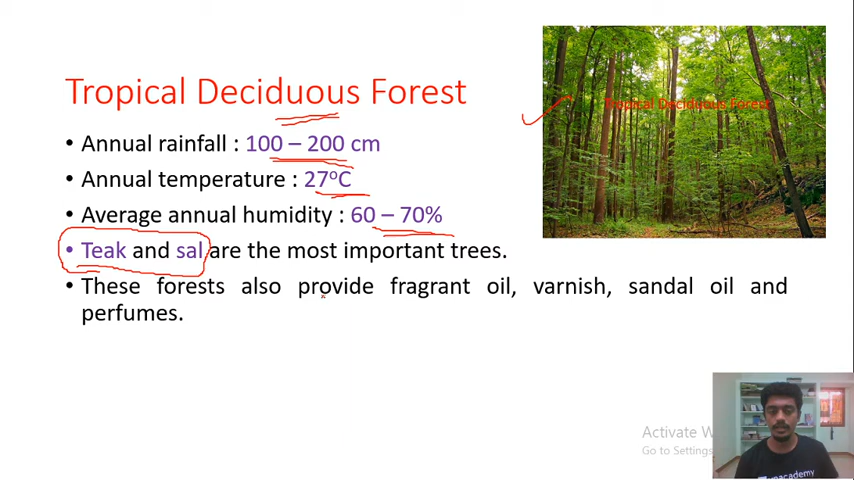 Tropical Deciduous Forest
Tropical Deciduous Forest
• Annual rainfall : 100 – 200 cm
• Annual temperature : 27°C
• Average annual humidity : 60 – 70%
• Teak and sal are the most important trees.
• These forests also provide fragrant oil, varnish, sandal oil and
perfumes.
Activate W
Go to Settings